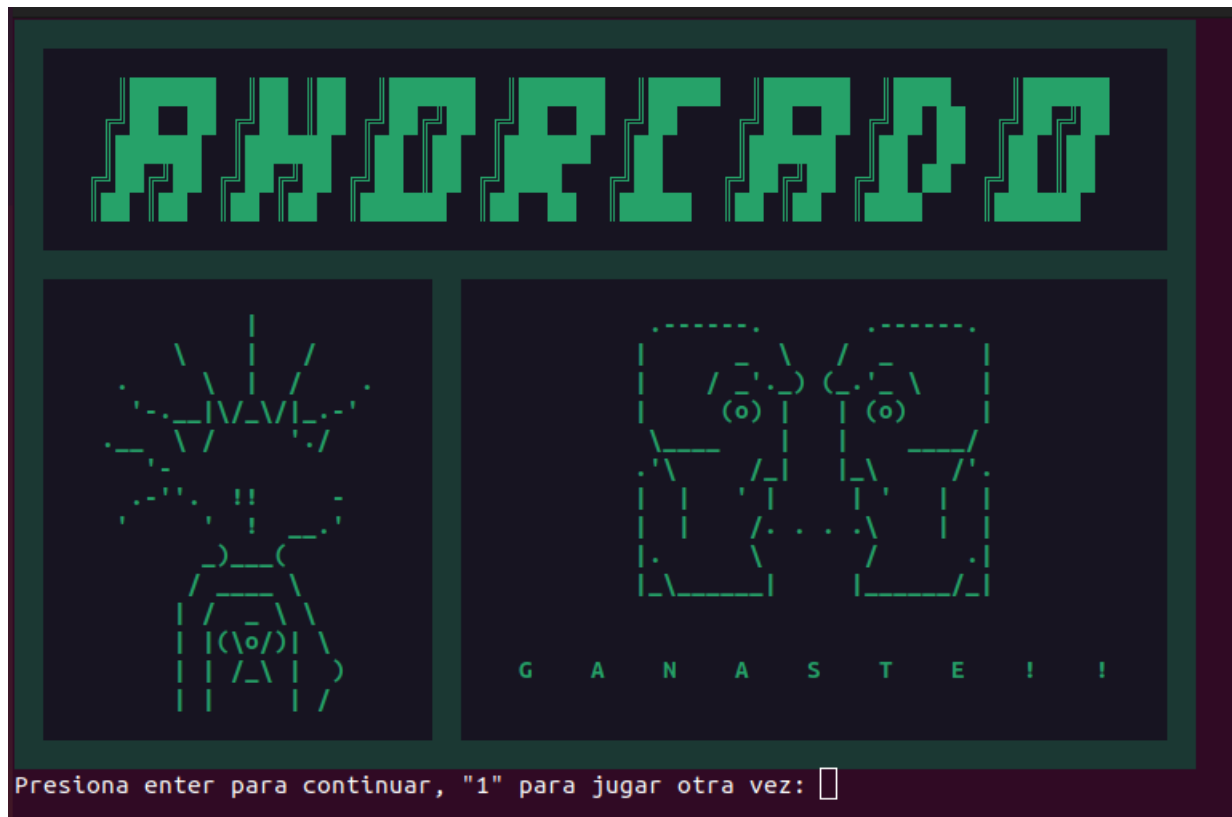 AHORCADO
G A N A S T E ! !
Presiona enter para continuar, "1" para jugar otra vez: